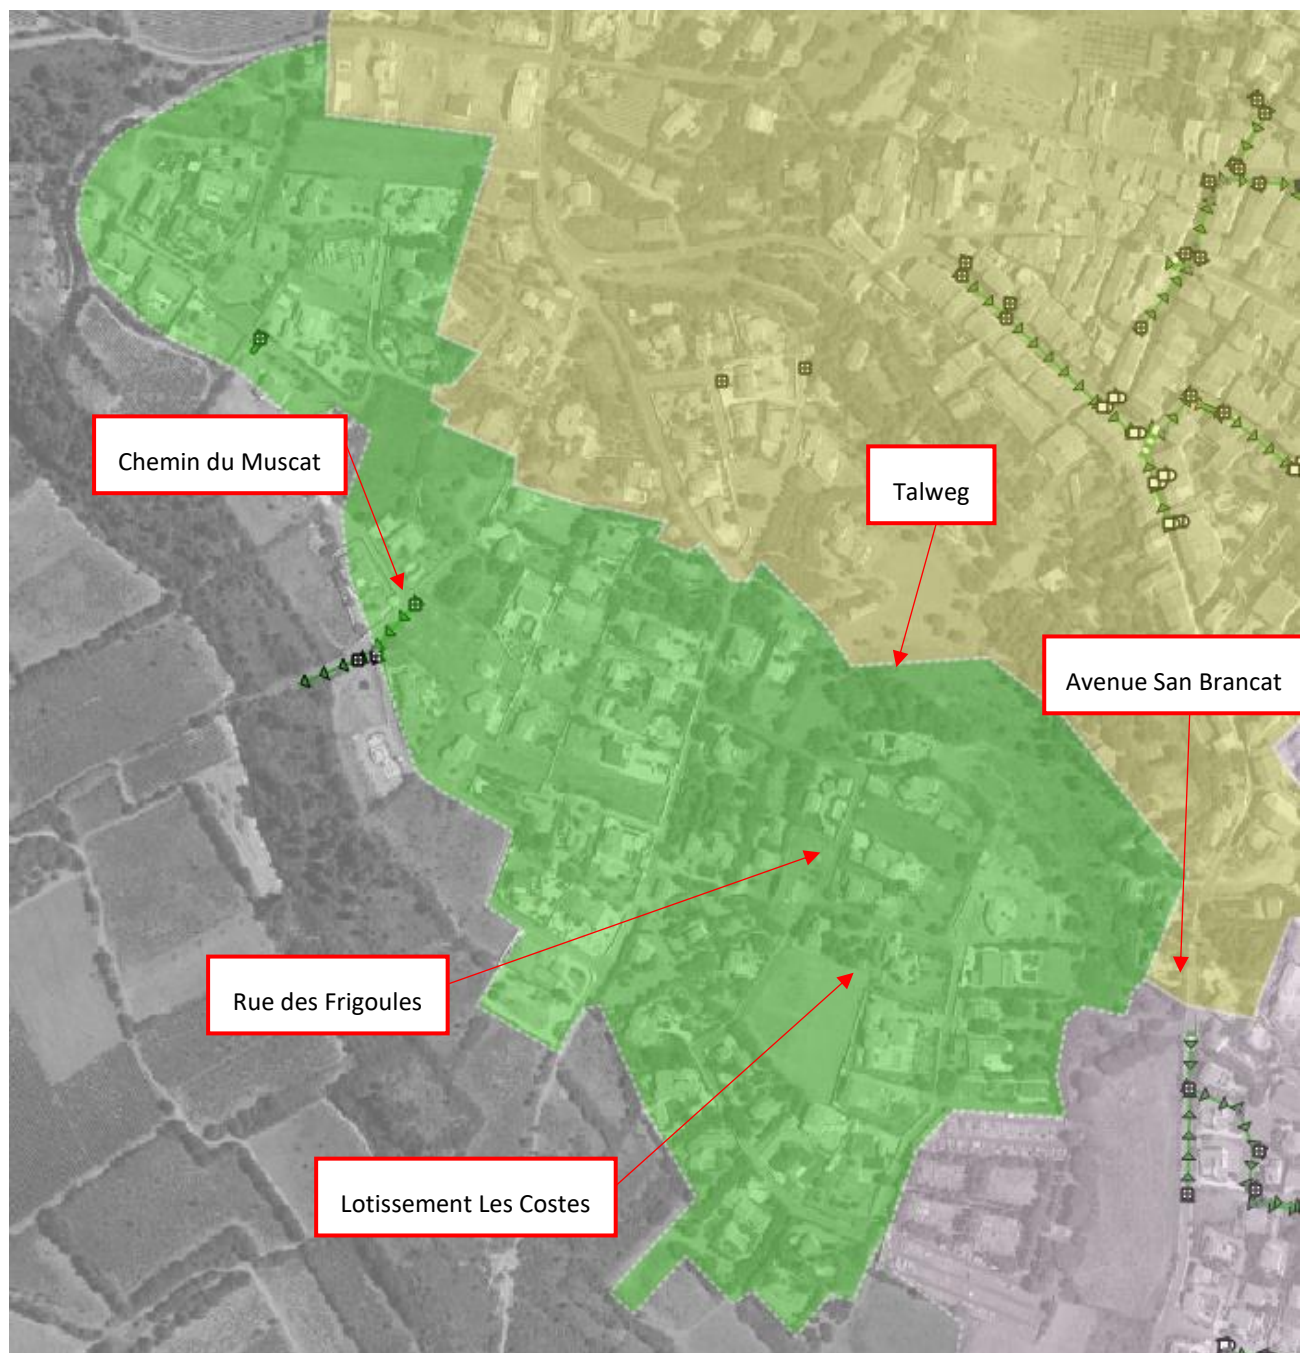 Chemin du Muscat
Talweg
Avenue San Brancat
Rue des Frigoules
Lotissement Les Costes